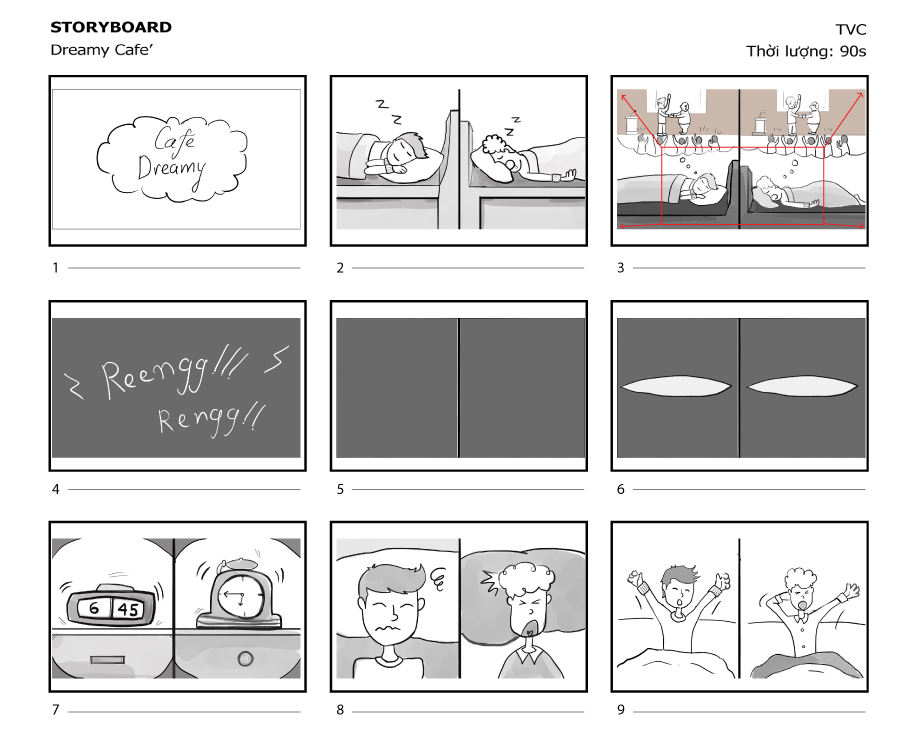 STORYBOARD
Dreamy Cafe’
TVC
Thời lượng: 90s
Cafe
Dreamy
z z
z z
1
2
3
Reengg!!!
Rengg!!
4
5
6
6 45
7
8
9